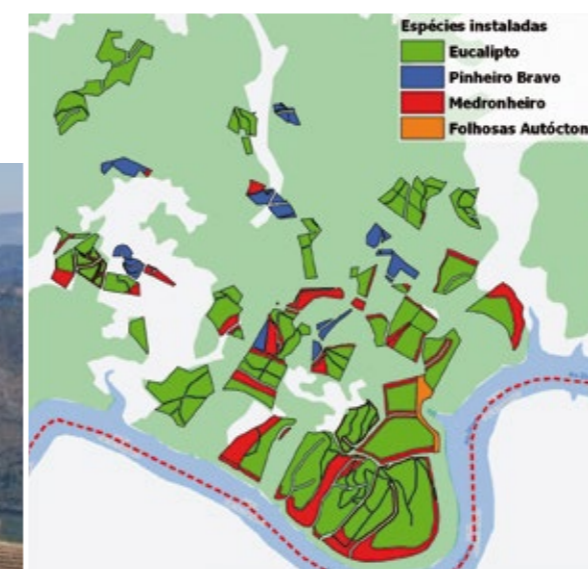 Espécies instaladas
Eucalipto
Pinheiro Bravo
Medronheiro
Folhosas Autócton